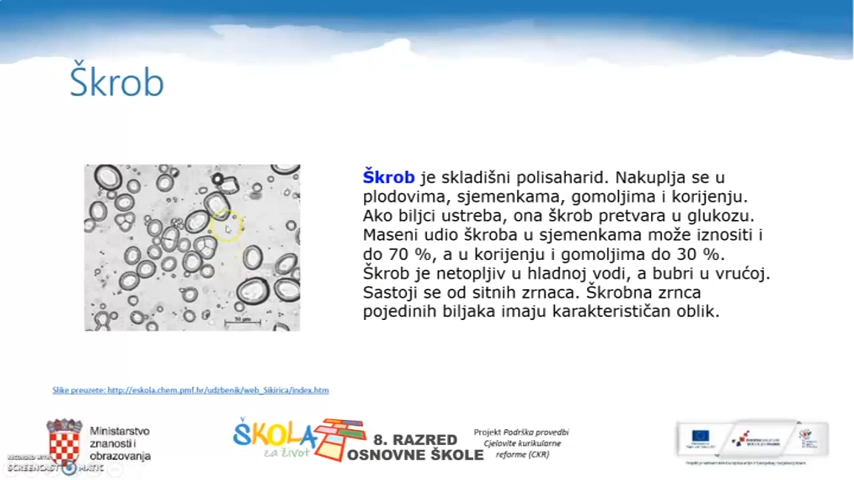 Škrob
Škrob je skladišni polisaharid. Nakuplja se u
plodovima, sjemenkama, gomoljima i korijenju.
Ako biljci ustreba, ona škrob pretvara u glukozu.
Maseni udio škroba u sjemenkama može iznositi i
do 70 %, a u korijenju i gomoljima do 30 %.
Škrob je netopljiv u hladnoj vodi, a bubri u vrućoj.
Sastoji se od sitnih zrnaca. Škrobna zrnca
pojedinih biljaka imaju karakterističan oblik.
Slike preuzete: http://eskola.chem.pmf.hr/udzbenik/web_Sikirica/index.htm
Ministarstvo
znanosti i
obrazovanja
ŠKOLA
za život
8. RAZRED
OSNOVNE ŠKOLE
Projekt Podrška provedbi
Cjelovite kurikularne
reforme (CKR)
RECORDED WITH
SCREENCAST MATIC